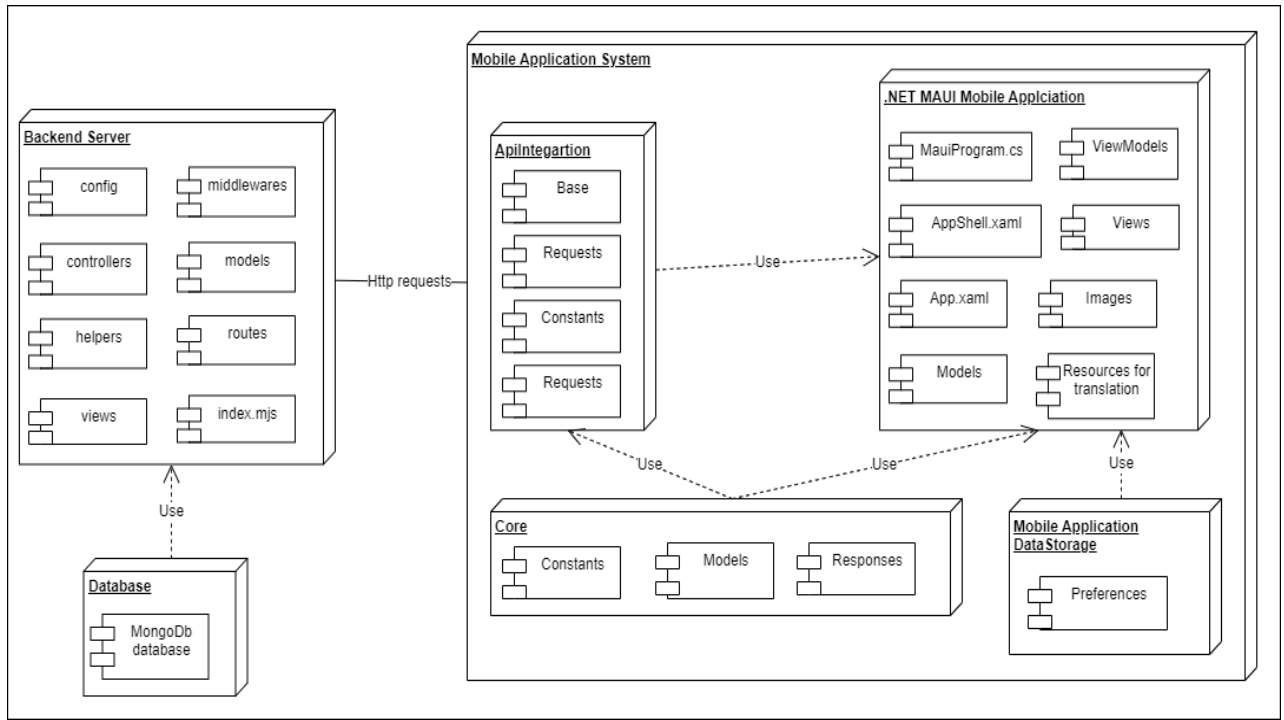 Mobile Application System
.NET MAUI Mobile Applciation
Backend Server
ApiIntegartion
MauiProgram.cs
ViewModels
config
middlewares
Base
AppShell.xaml
Views
controllers
models
Requests
Http requests
Use
App.xaml
Images
helpers
routes
Constants
Models
Resources for
translation
views
index.mjs
Requests
Use
Use
Use
Use
Core
Mobile Application
DataStorage
Constants
Models
Responses
Database
Preferences
MongoDb
database